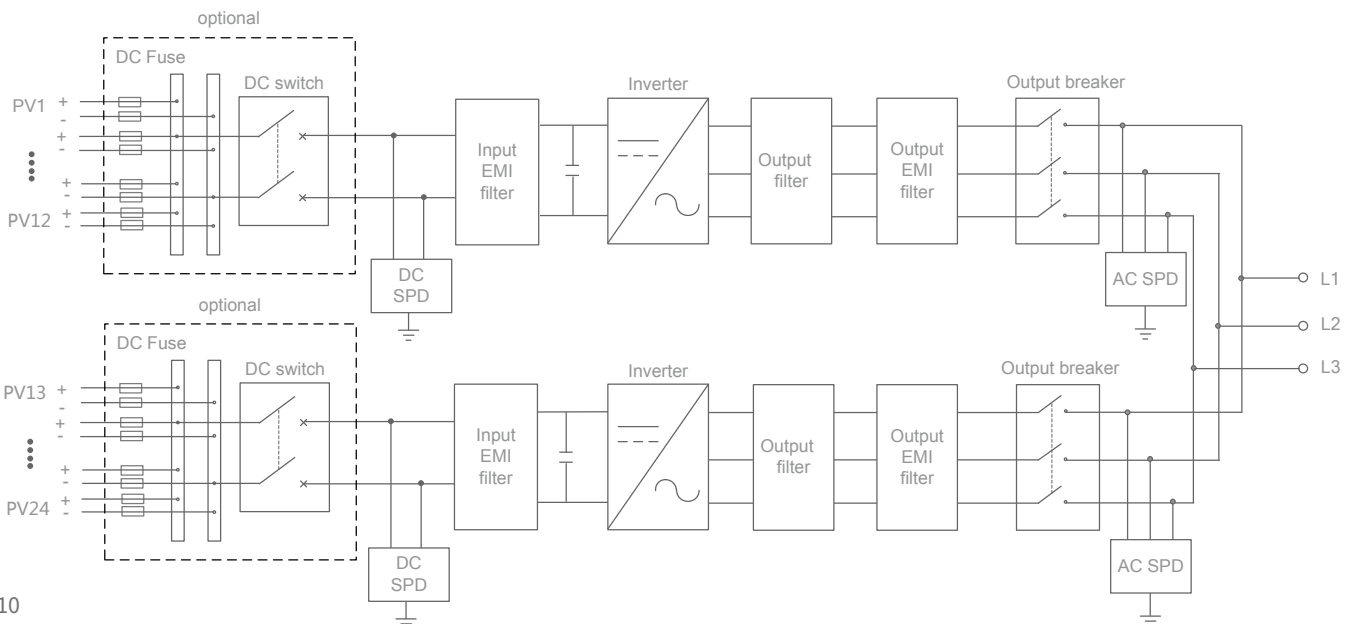 optional
DC Fuse
DC switch
PV1
+
-
+
-
+
-
PV12
+
-
DC
SPD
Input
EMI
filter
Inverter
Output
filter
Output
EMI
filter
Output breaker
AC SPD
L1
L2
L3
optional
DC Fuse
DC switch
PV13
+
-
+
-
+
-
PV24
+
-
DC
SPD
Input
EMI
filter
Inverter
Output
filter
Output
EMI
filter
Output breaker
AC SPD
10